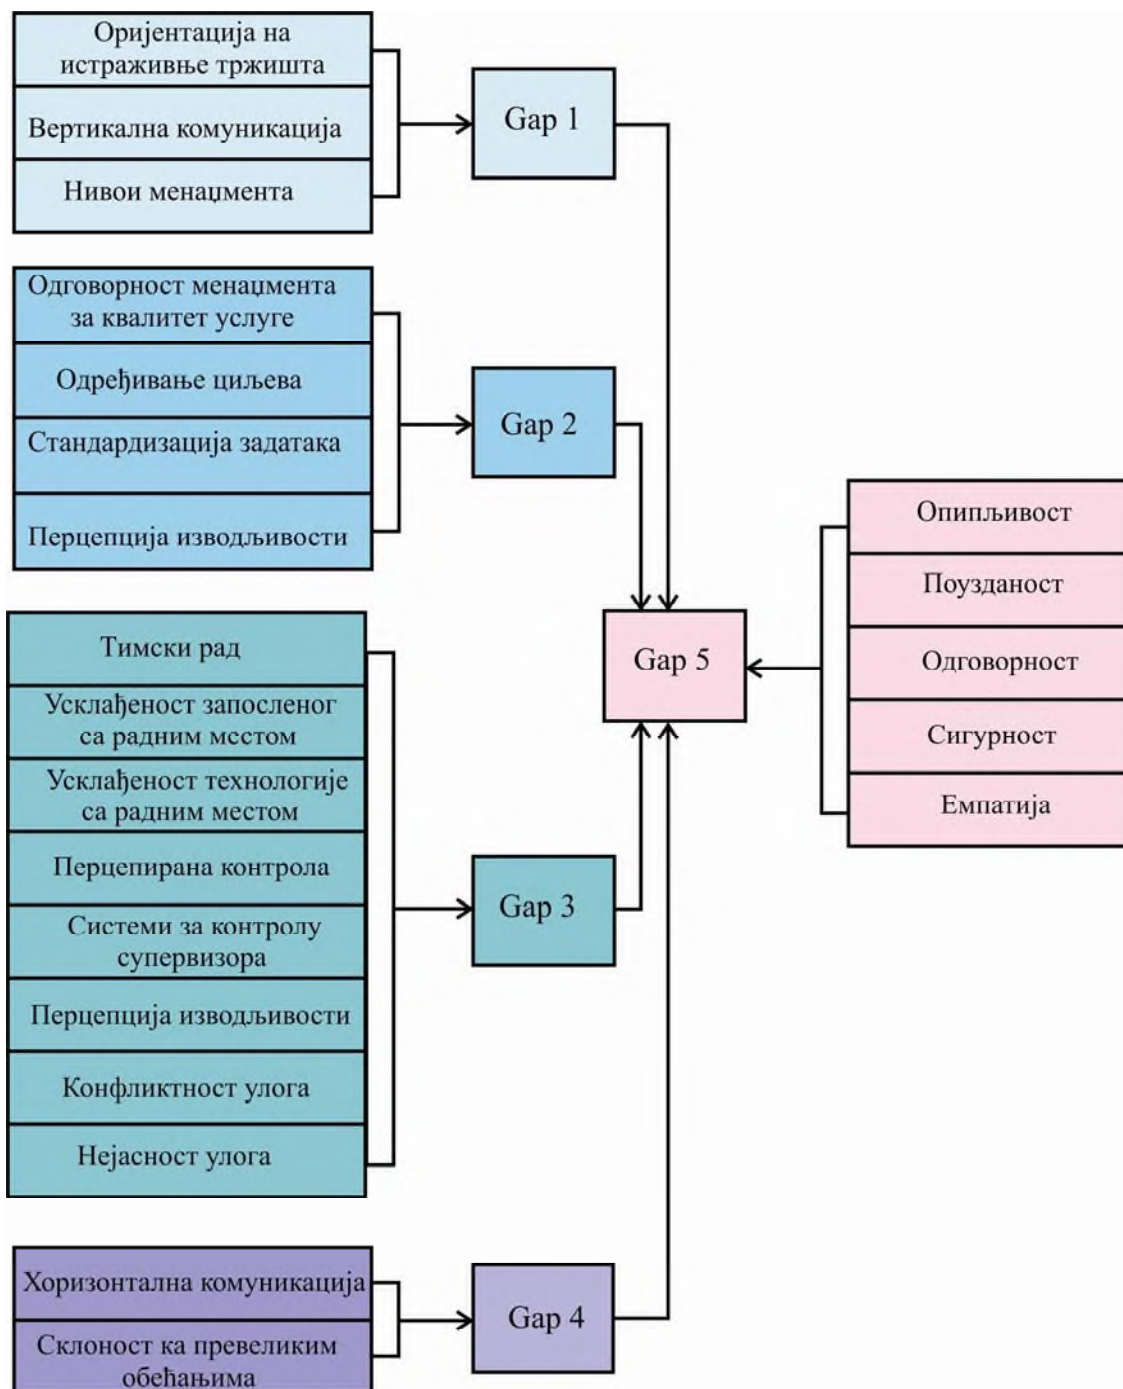 Оријентација на
истраживње тржишта
Вертикална комуникација
Нивои менаџмента
Gap 1
Одговорност менаџмента
за квалитет услуге
Одређивање циљева
Стандардизација задатака
Перцепција изводљивости
Gap 2
Тимски рад
Усклађеност запосленог
са радним местом
Усклађеност технологије
са радним местом
Перцепирана контрола
Системи за контролу
супервизора
Перцепција изводљивости
Конфликтност улога
Нејасност улога
Gap 3
Хоризонтална комуникација
Склоност ка превеликим
обећањима
Gap 4
Gap 5
Опипљивост
Поузданост
Одговорност
Сигурност
Емпатија